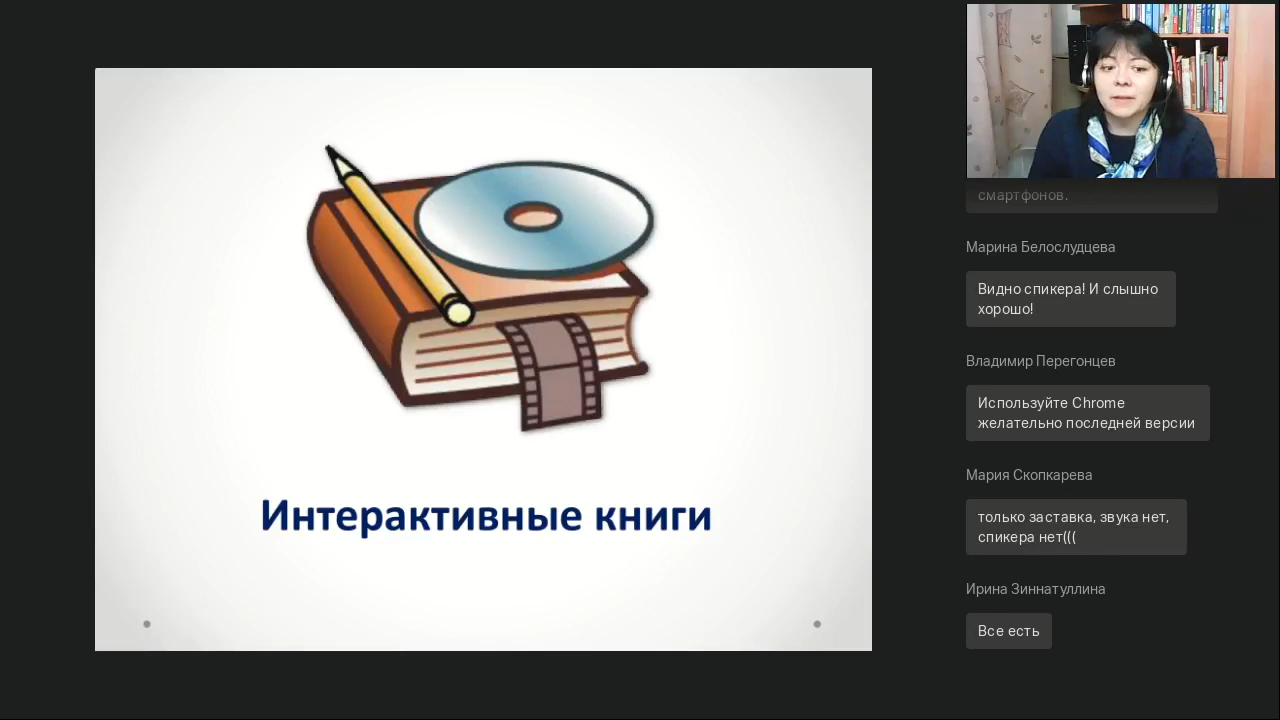 Интерактивные книги
смартфонов.
Марина Белослудцева
Видно спикера! И слышно
хорошо!
Владимир Перегонцев
Используйте Chrome
желательно последней версии
Мария Скопкарева
только заставка, звука нет,
спикера нет(((
Ирина Зиннатуллина
Все есть